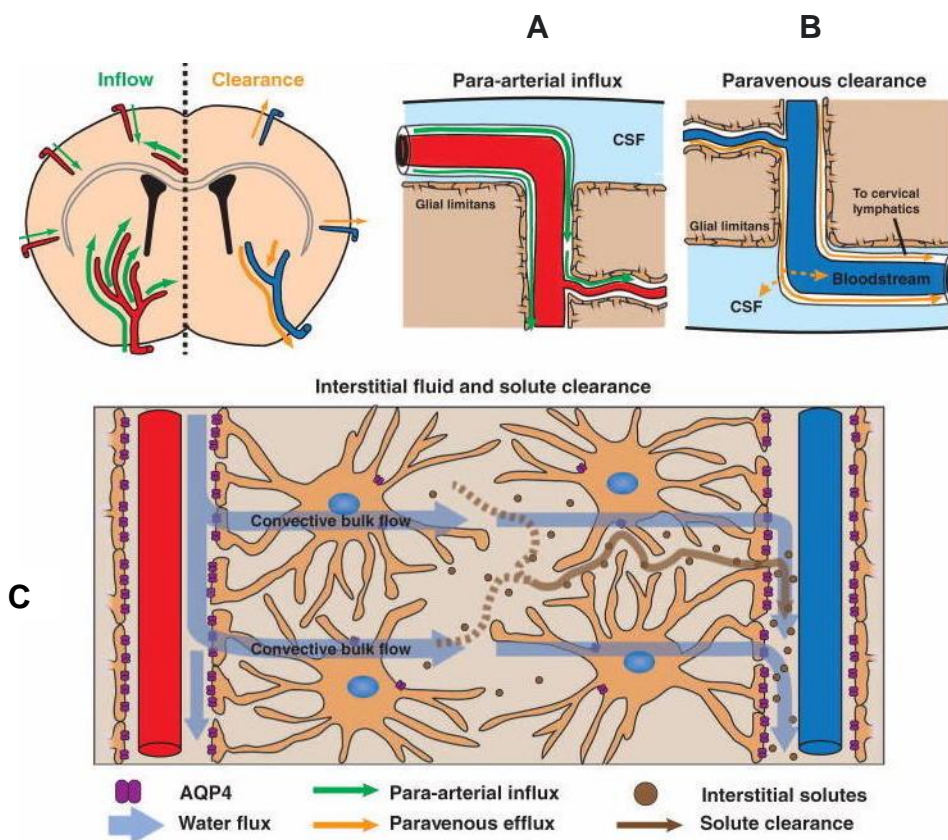 A
B
Inflow
Clearance
Para-arterial influx
Paravenous clearance
CSF
Glial limitans
To cervical
lymphatics
Glial limitans
Bloodstream
CSF
Interstitial fluid and solute clearance
Convective bulk flow
C
Convective bulk flow
AQP4
Para-arterial influx
Interstitial solutes
Water flux
Paravenous efflux
Solute clearance